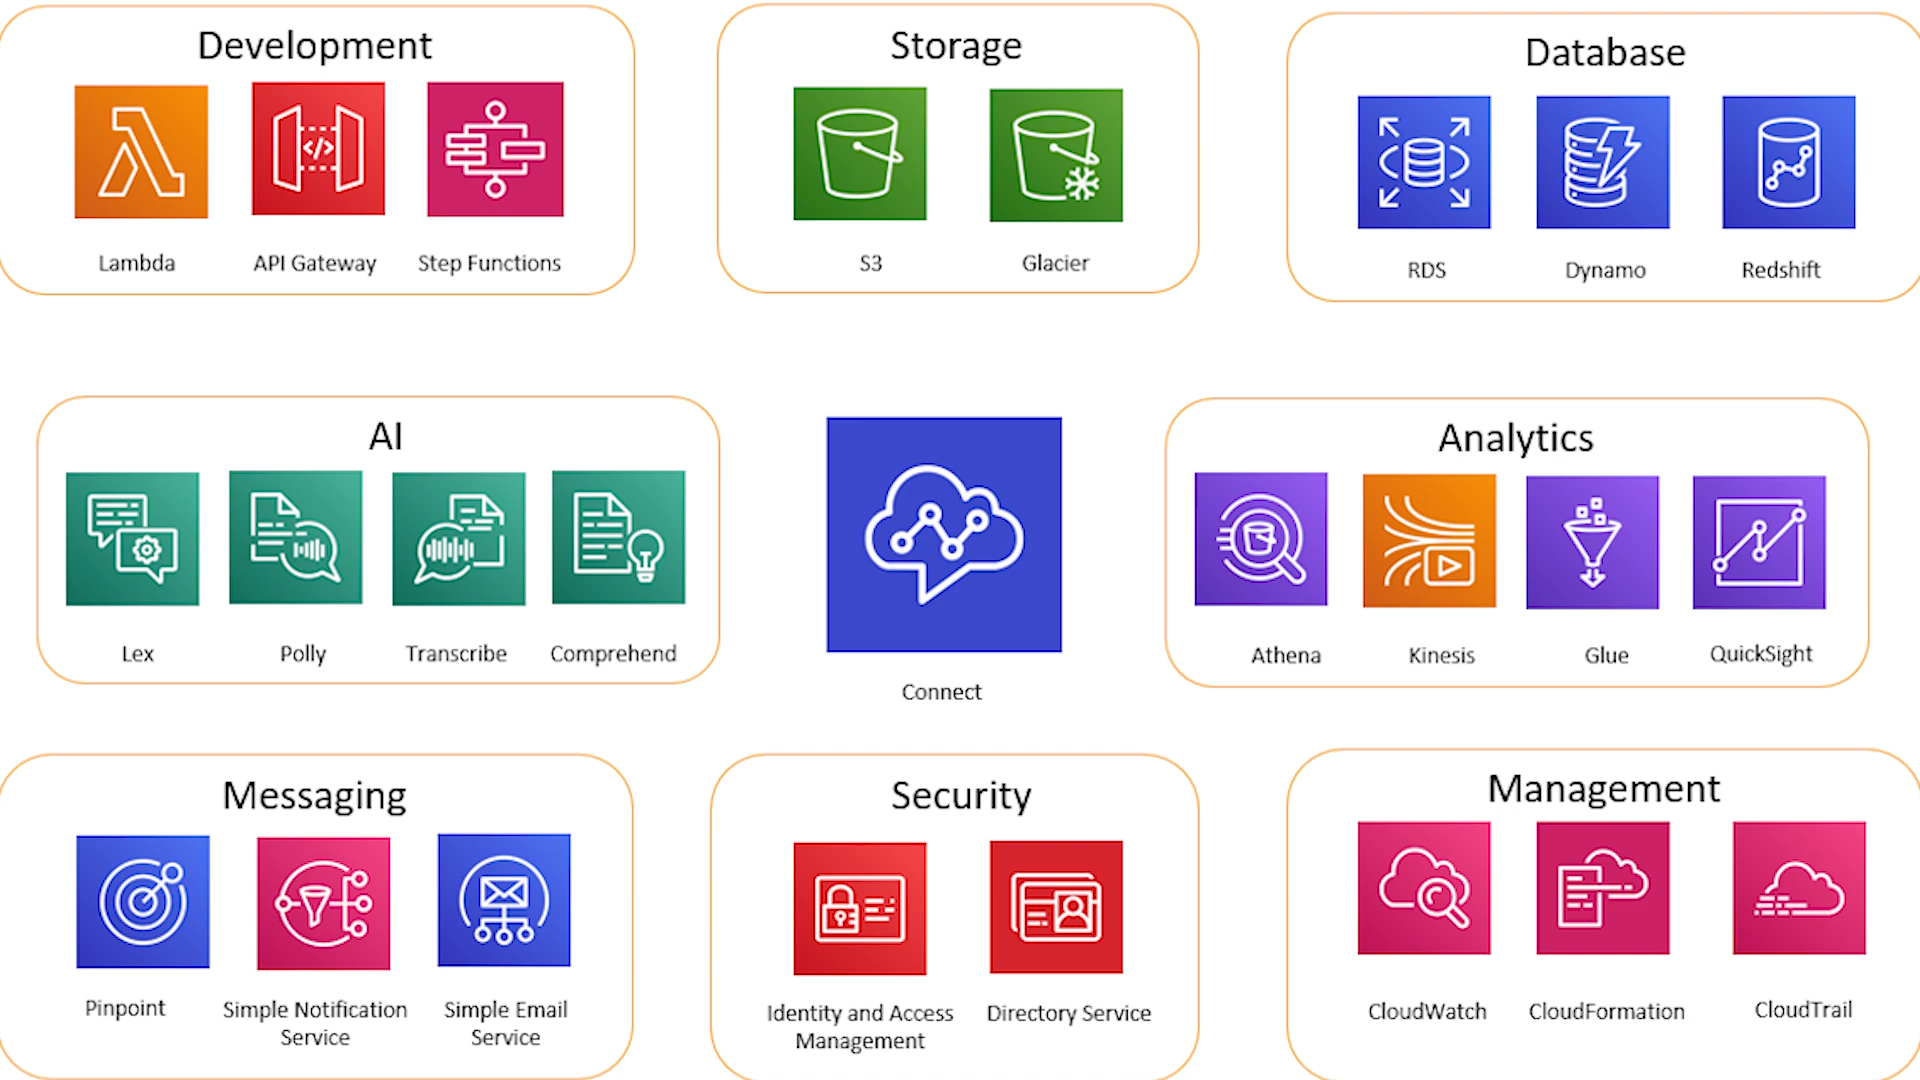 Development
Lambda
API Gateway
Step Functions
Storage
S3
Glacier
Database
RDS
Dynamo
Redshift
AI
Lex
Polly
Transcribe
Comprehend
Connect
Analytics
Athena
Kinesis
Glue
QuickSight
Messaging
Pinpoint
Simple Notification
Service
Simple Email
Service
Security
Identity and Access
Management
Directory Service
Management
CloudWatch
CloudFormation
CloudTrail